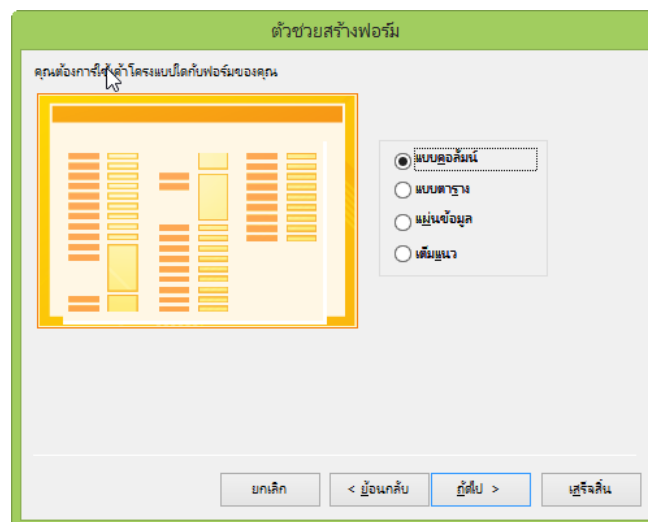 ตัวช่วยสร้างฟอร์ม
คุณต้องการใช้เค้าโครงแบบใดกับฟอร์มของคุณ
แบบคอลัมน์
แบบตาราง
แผ่นข้อมูล
เต็มแนว
ยกเลิก
< ย้อนกลับ
ถัดไป >
เสร็จสิ้น